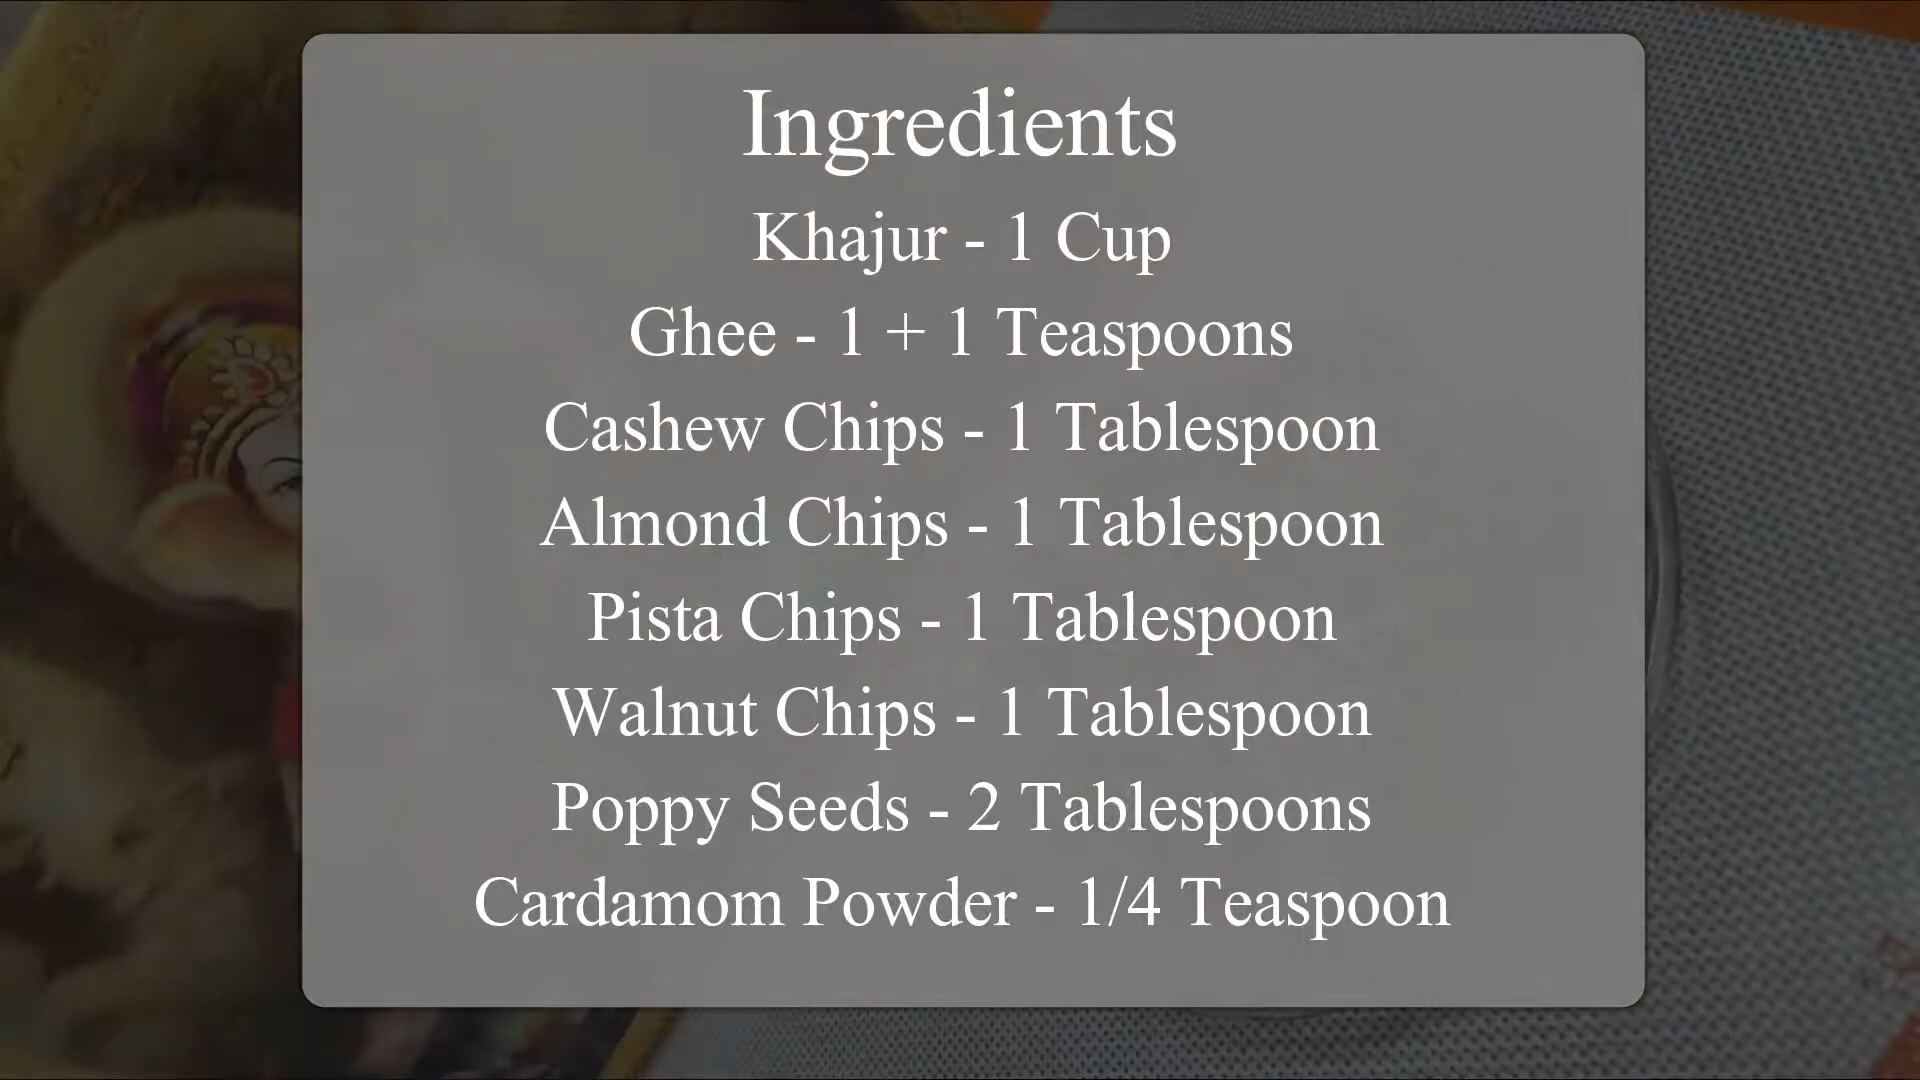 Ingredients
Khajur - 1 Cup
Ghee - 1 + 1 Teaspoons
Cashew Chips - 1 Tablespoon
Almond Chips - 1 Tablespoon
Pista Chips - 1 Tablespoon
Walnut Chips - 1 Tablespoon
Poppy Seeds - 2 Tablespoons
Cardamom Powder - 1/4 Teaspoon